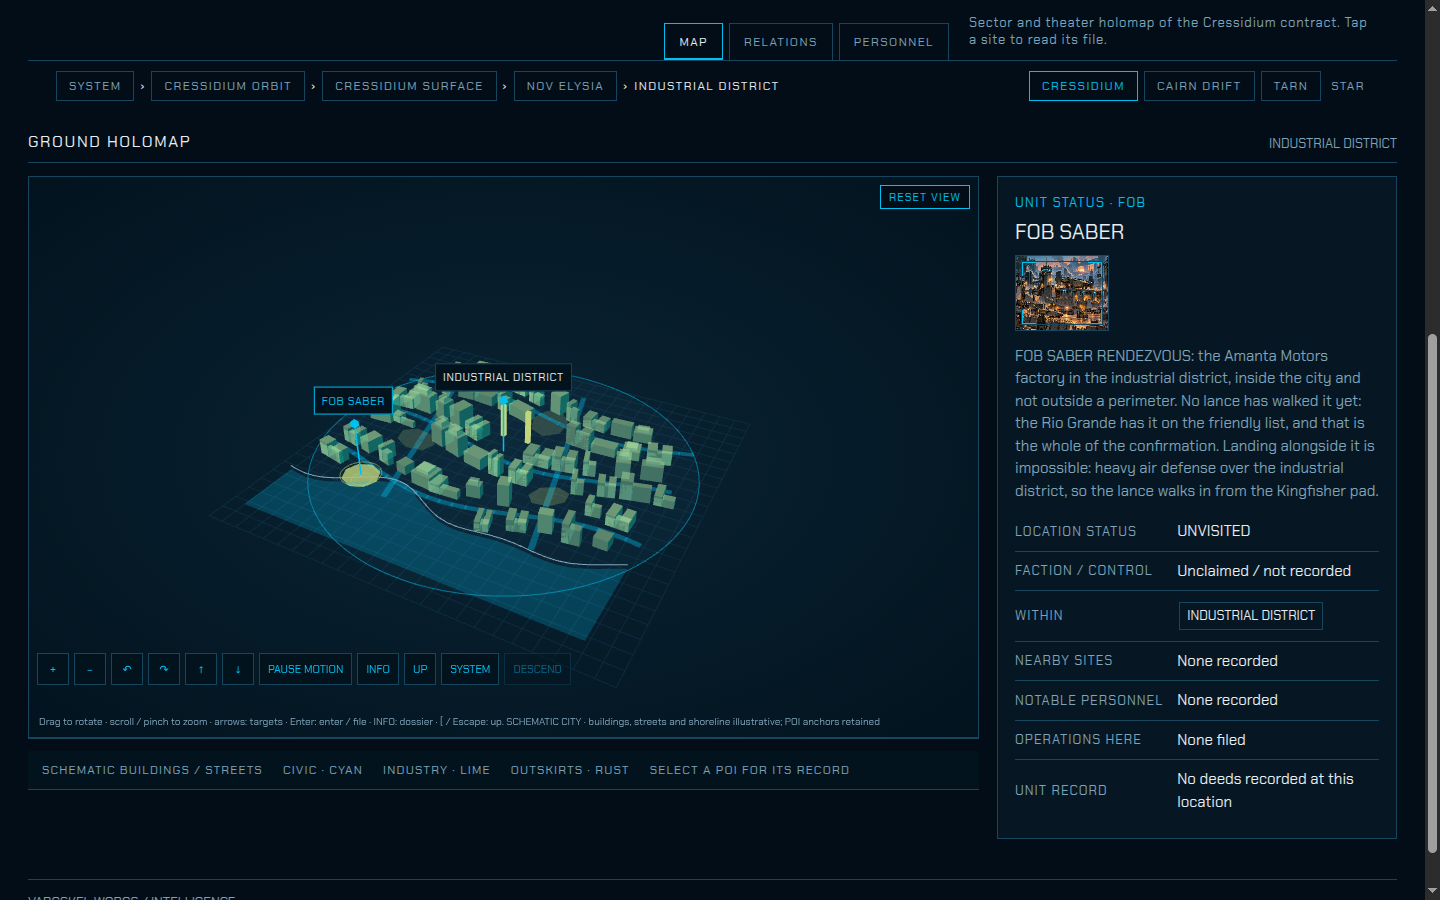 MAP
RELATIONS
PERSONNEL
Sector and theater holomap of the Cressidium contract. Tap
a site to read its file.
SYSTEM › CRESSIDIUM ORBIT › CRESSIDIUM SURFACE › NOV ELYSIA › INDUSTRIAL DISTRICT
CRESSIDIUM
CAIRN DRIFT
TARN
STAR
GROUND HOLOMAP
INDUSTRIAL DISTRICT
RESET VIEW
INDUSTRIAL DISTRICT
FOB SABER
+ − ↶ ↷ ↑ ↓ PAUSE MOTION INFO UP SYSTEM DESCEND
Drag to rotate · scroll / pinch to zoom · arrows: targets · Enter: enter / file · INFO: dossier · [ / Escape: up. SCHEMATIC CITY · buildings, streets and shoreline illustrative; POI anchors retained
SCHEMATIC BUILDINGS / STREETS
CIVIC · CYAN
INDUSTRY · LIME
OUTSKIRTS · RUST
SELECT A POI FOR ITS RECORD
UNIT STATUS · FOB
FOB SABER
FOB SABER RENDEZVOUS: the Amanta Motors
factory in the industrial district, inside the city and
not outside a perimeter. No lance has walked it yet:
the Rio Grande has it on the friendly list, and that is
the whole of the confirmation. Landing alongside it is
impossible: heavy air defense over the industrial
district, so the lance walks in from the Kingfisher pad.
LOCATION STATUS UNVISITED
FACTION / CONTROL Unclaimed / not recorded
WITHIN INDUSTRIAL DISTRICT
NEARBY SITES None recorded
NOTABLE PERSONNEL None recorded
OPERATIONS HERE None filed
UNIT RECORD No deeds recorded at this
location